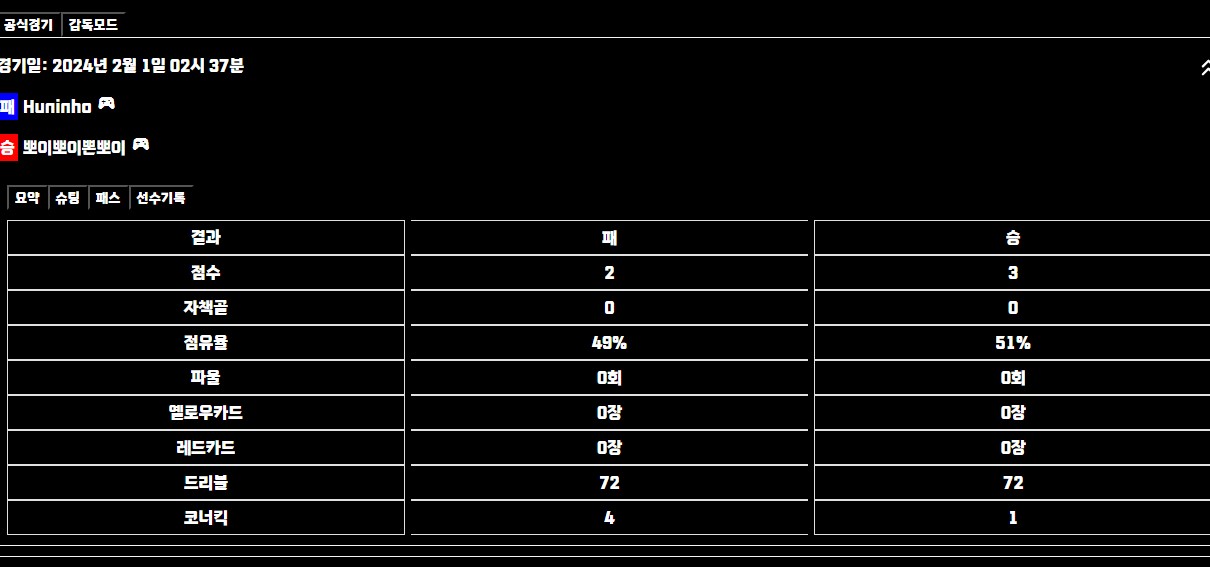 공식경기 감독모드
경기일: 2024년 2월 1일 02시 37분
패 Huninho
승 뽀이뽀이뽄뽀이
요약 슈팅 패스 선수기록
결과 패 승
점수 2 3
자책골 0 0
점유율 49% 51%
파울 0회 0회
옐로우카드 0장 0장
레드카드 0장 0장
드리블 72 72
코너킥 4 1